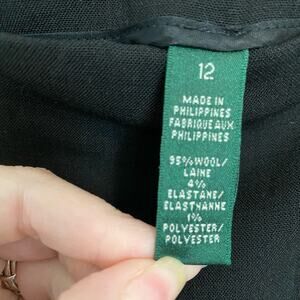 12
MADE IN
PHILIPPINES
FABRIQUE AUX
PHILIPPINES
95% WOOL/
LAINE
4%
ELASTANE/
ELASTHANNE
1%
POLYESTER/
POLYESTER